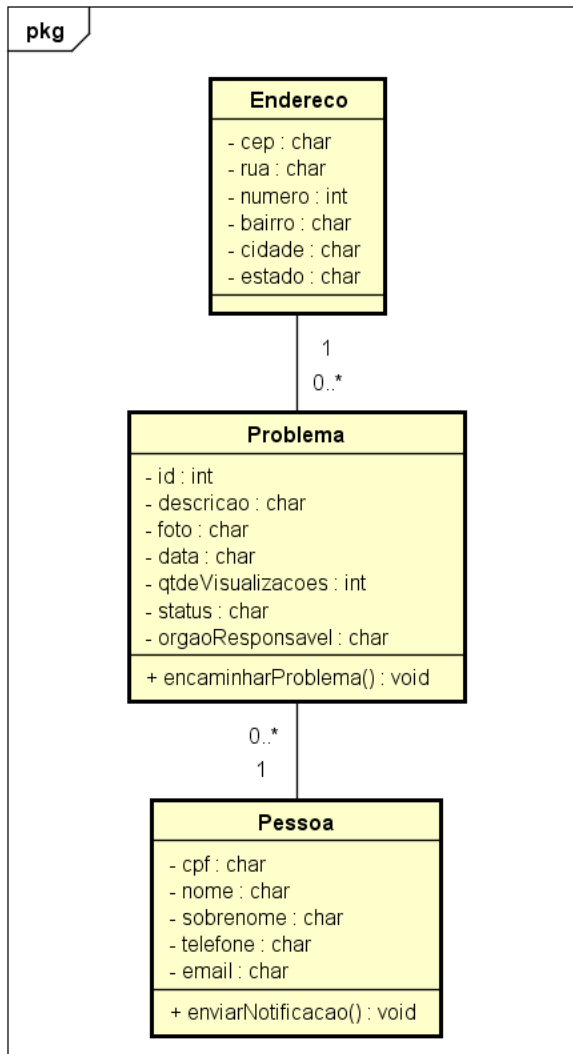 pkg
Endereco
- cep : char
- rua : char
- numero : int
- bairro : char
- cidade : char
- estado : char
1
0..*
Problema
- id : int
- descricao : char
- foto : char
- data : char
- qtdeVisualizacoes : int
- status : char
- orgaoResponsavel : char
+ encaminharProblema() : void
0..*
1
Pessoa
- cpf : char
- nome : char
- sobrenome : char
- telefone : char
- email : char
+ enviarNotificacao() : void